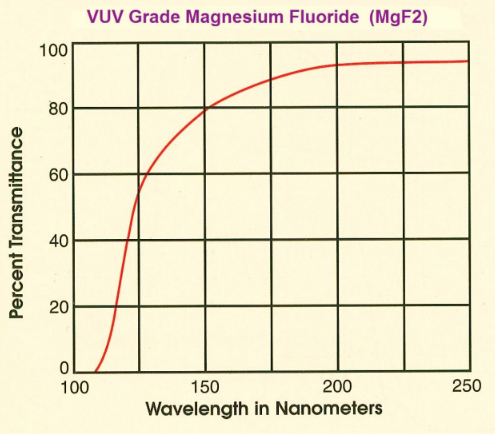 VUV Grade Magnesium Fluoride (MgF2)
100
80
60
40
20
0
Percent Transmittance
100 150 200 250
Wavelength in Nanometers